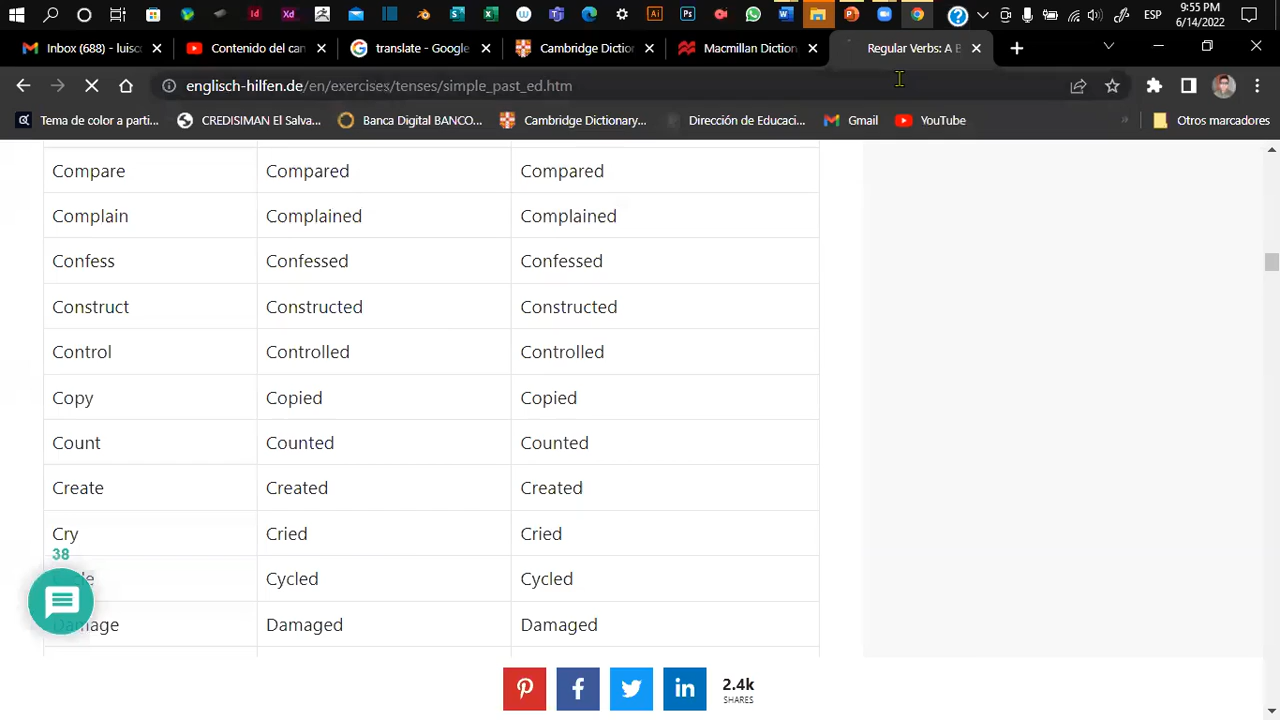 9:55 PM
ESP
6/14/2022
Inbox (628) - luisc
Contenido del can
translate - Google
Cambridge Dictio
Macmillan Diction
Regular Verbs: A B
englisch-hilfen.de/en/exercises/tenses/simple_past_ed.htm
Tema de color a parti...
CREDISIMAN El Salva...
Banca Digital BANCO...
Cambridge Dictionary...
Dirección de Educaci...
Gmail
YouTube
Otros marcadores
Compare Compared Compared
Complain Complained Complained
Confess Confessed Confessed
Construct Constructed Constructed
Control Controlled Controlled
Copy Copied Copied
Count Counted Counted
Create Created Created
Cry Cried Cried
38
Cycled Cycled
Damage Damaged Damaged
2.4k
SHARES